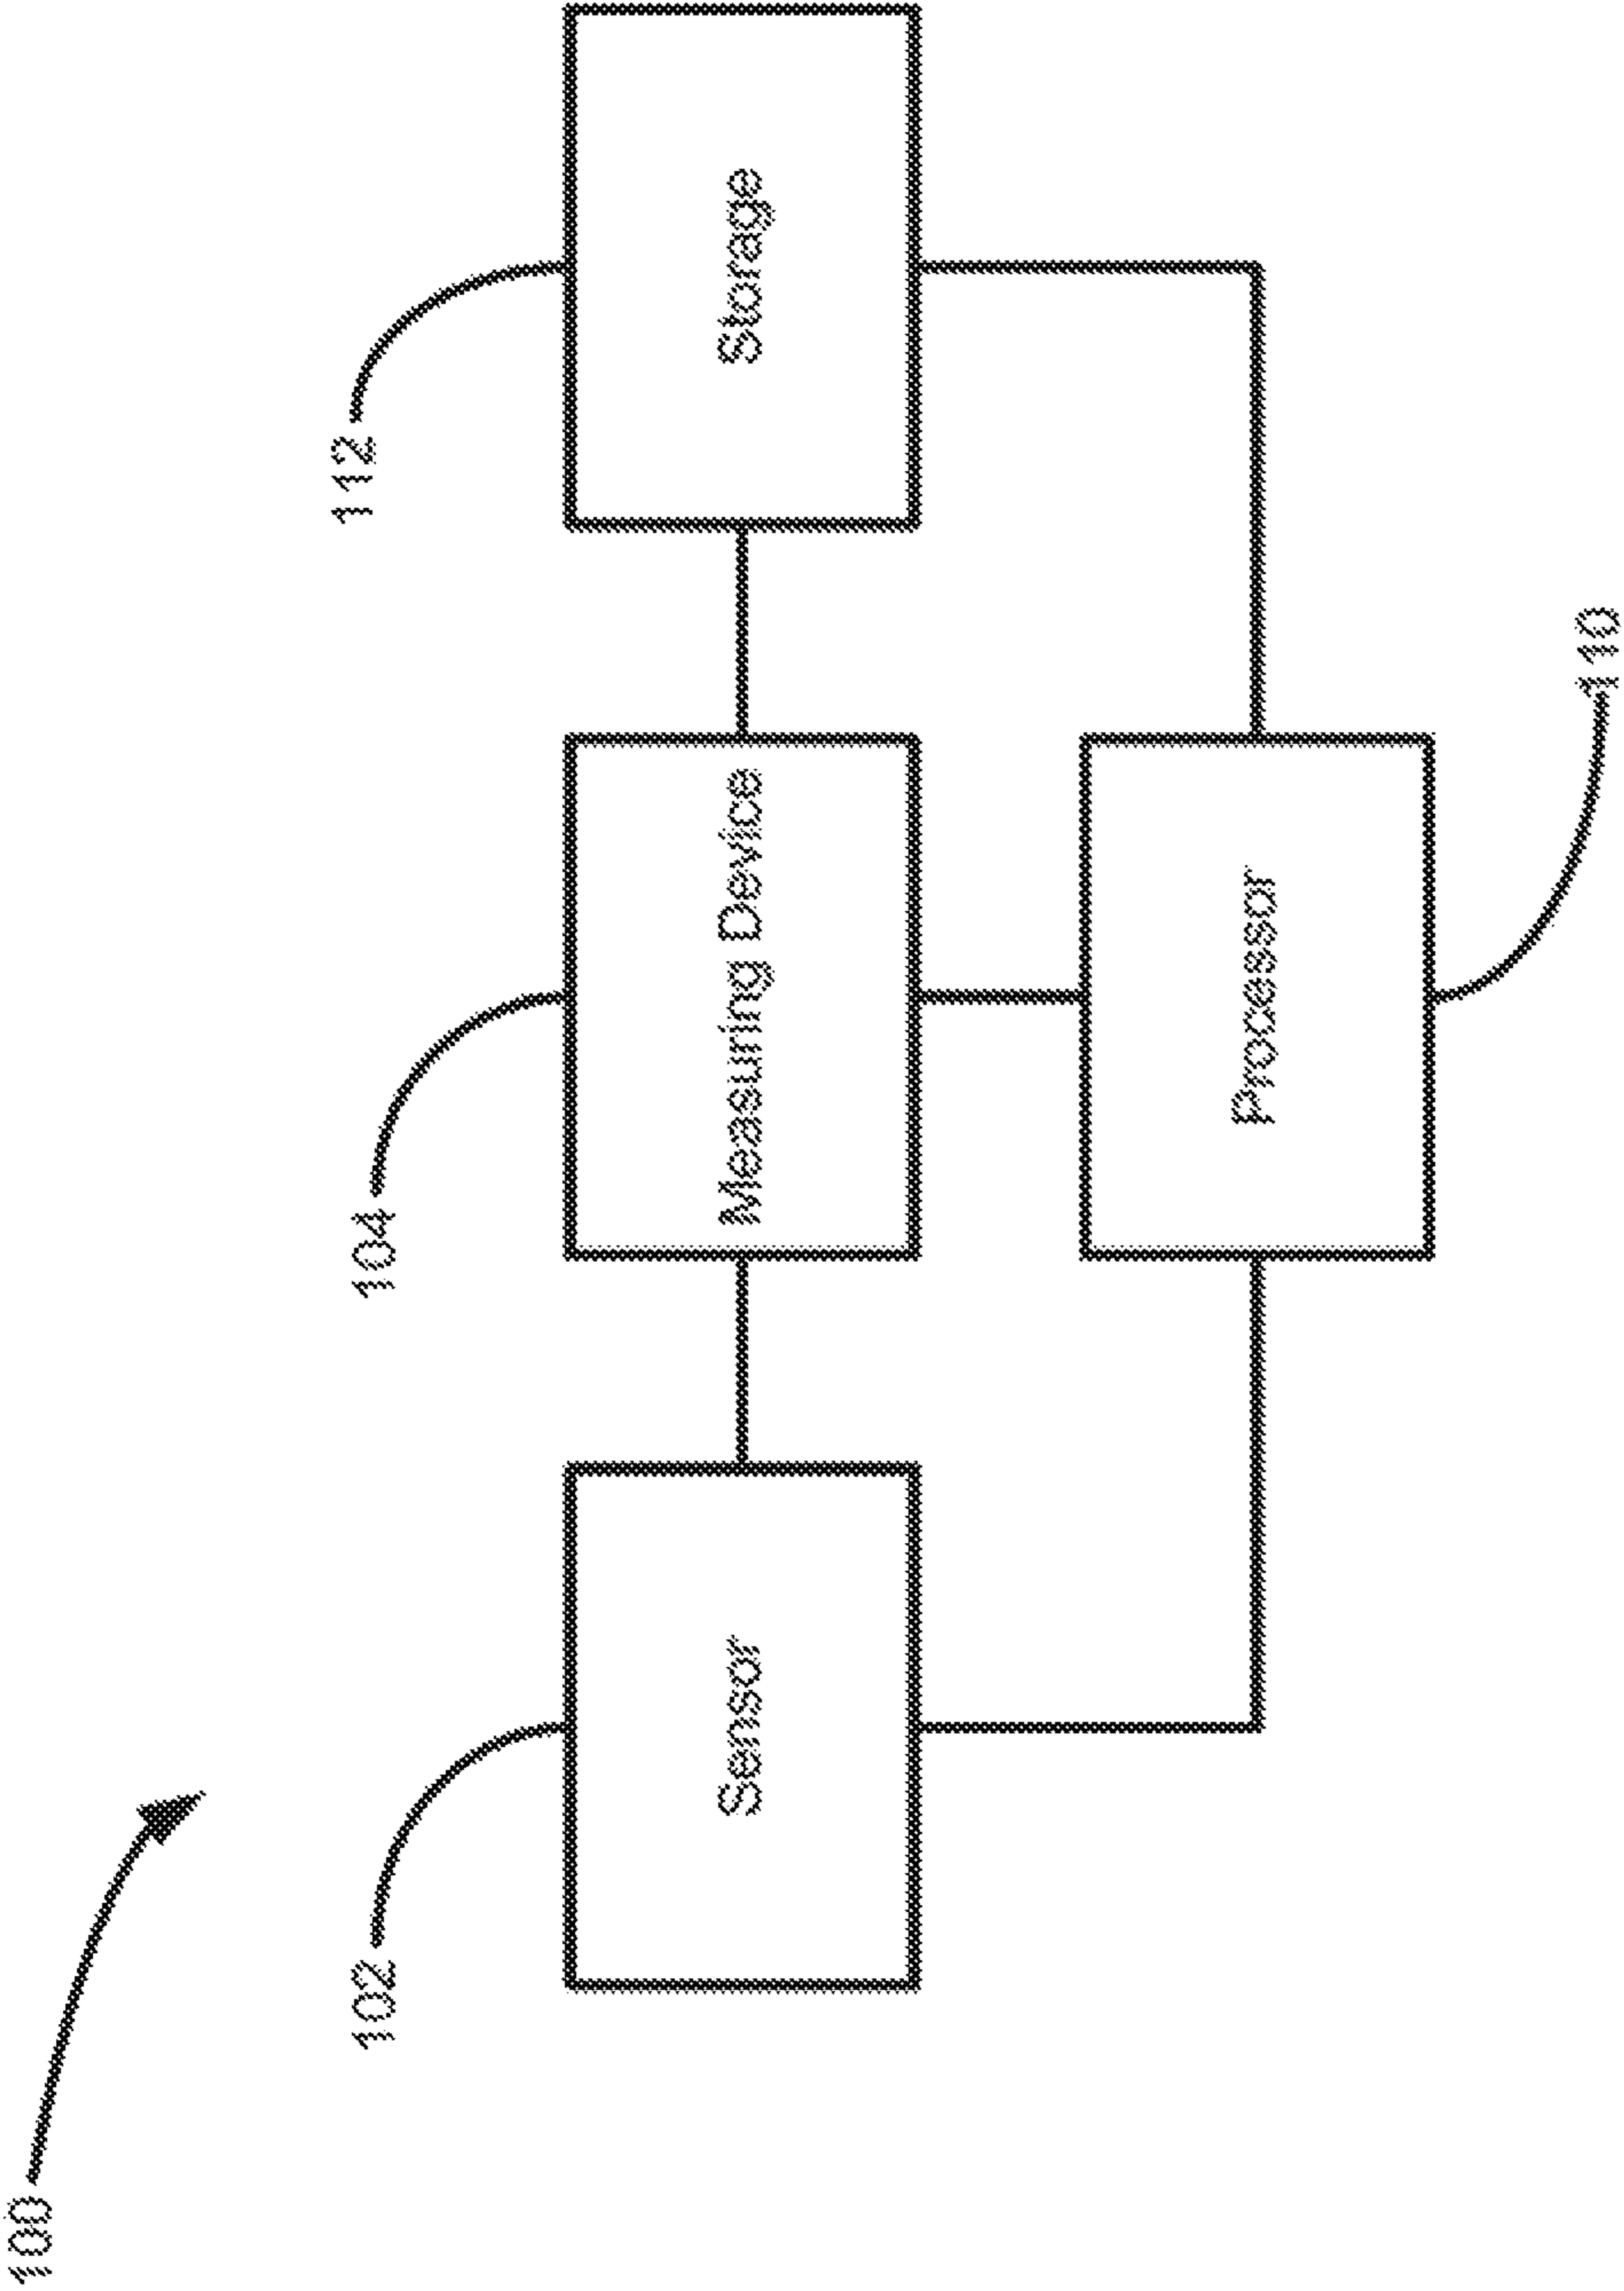 100
102
104
112
Sensor
Measuring Device
Storage
Processor
110